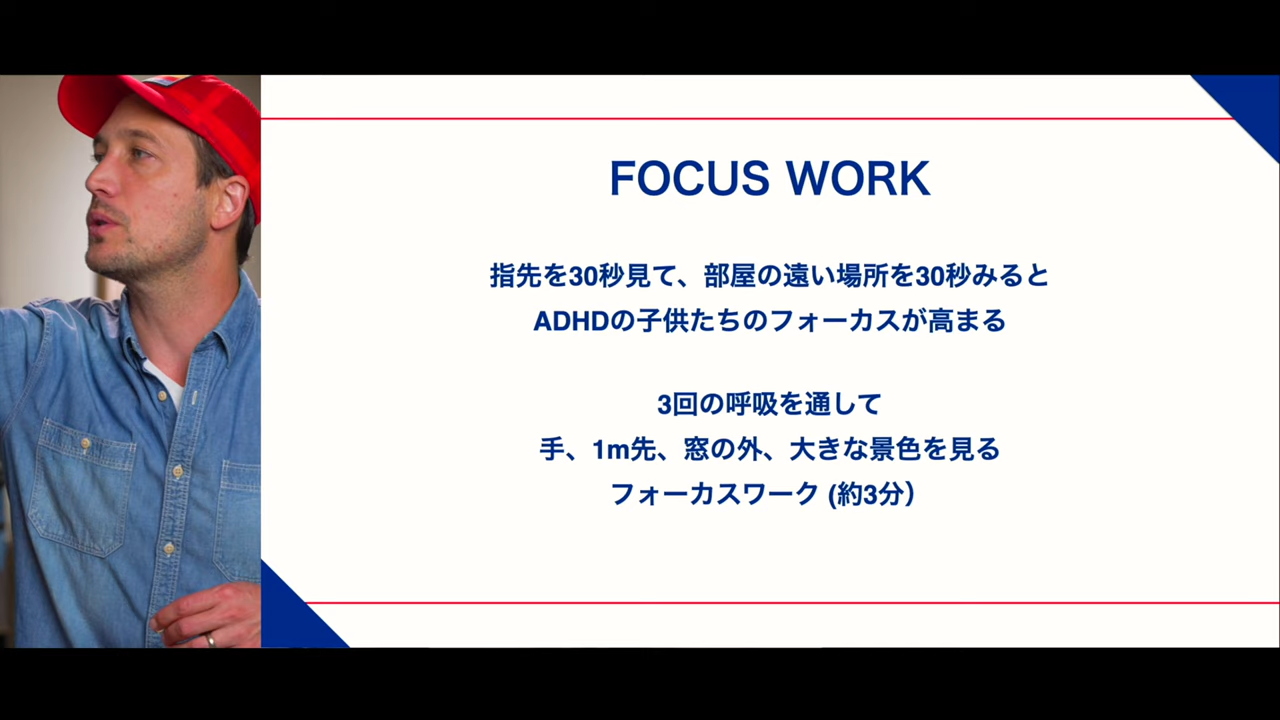 FOCUS WORK
指先を30秒見て、部屋の遠い場所を30秒みると
ADHDの子供たちのフォーカスが高まる
3回の呼吸を通して
手、1m先、窓の外、大きな景色を見る
フォーカスワーク (約3分）